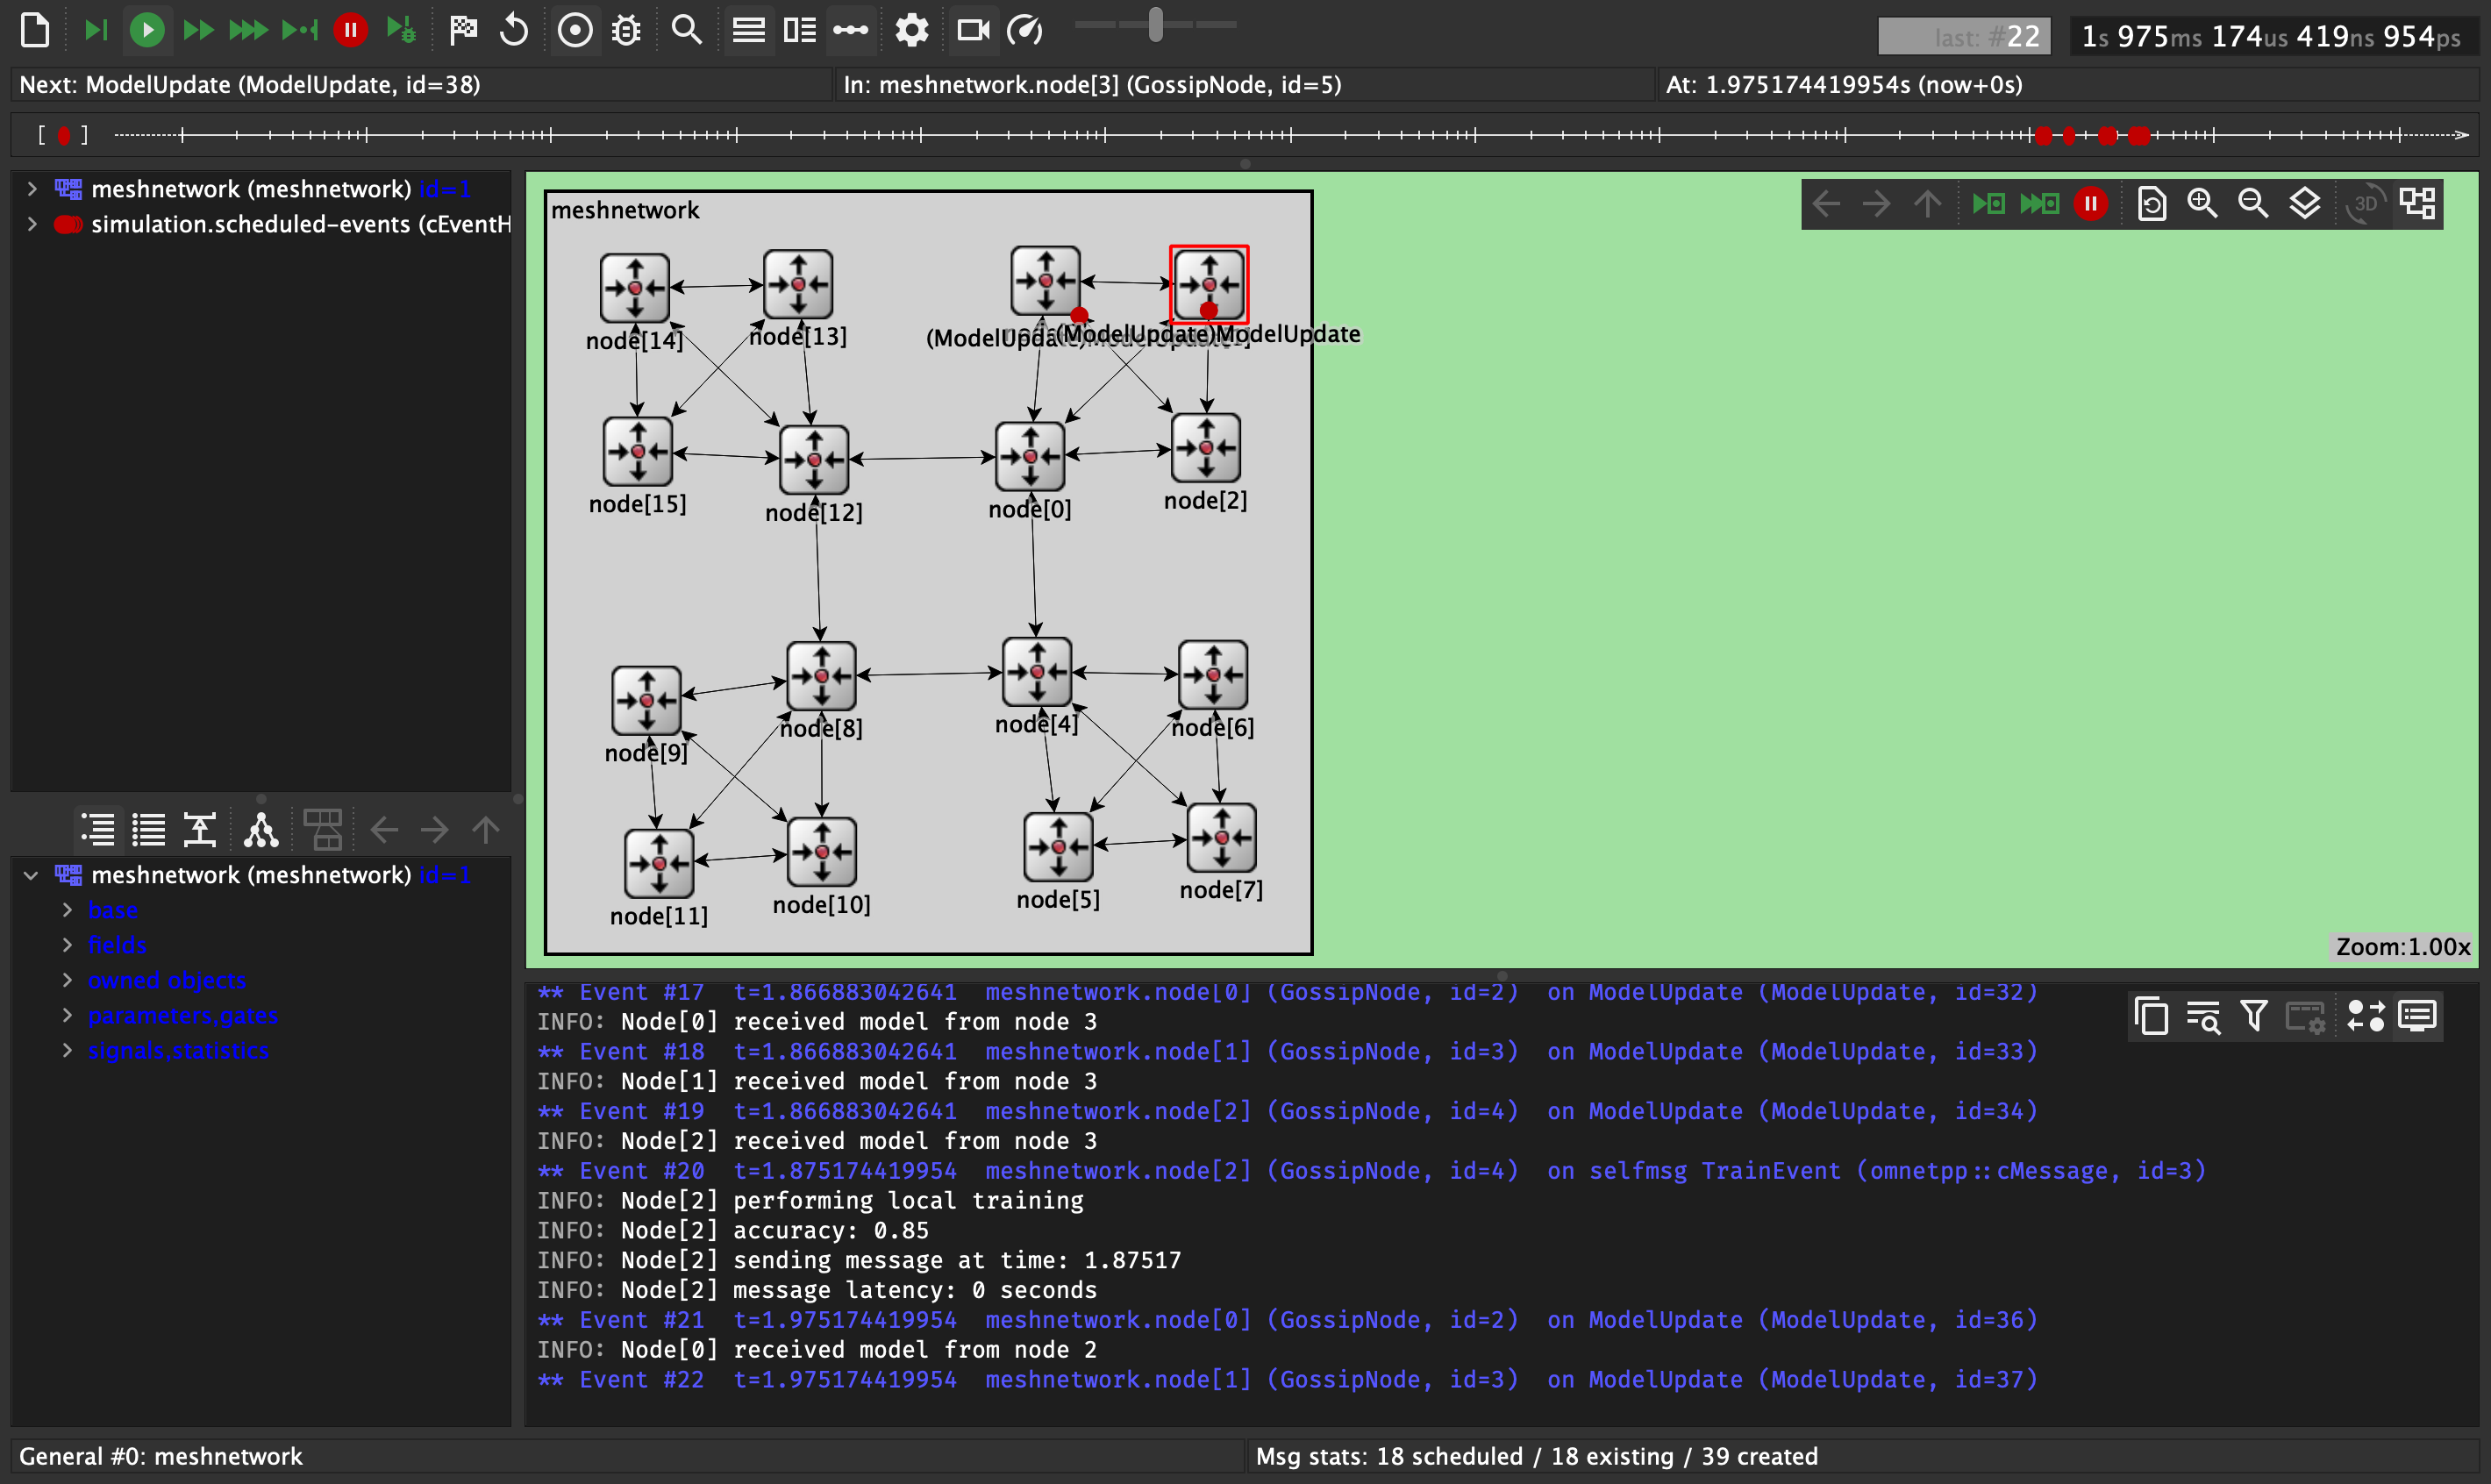 last: #22
1s 975ms 174us 419ns 954ps
Next: ModelUpdate (ModelUpdate, id=38)
In: meshnetwork.node[3] (GossipNode, id=5)
At: 1.975174419954s (now+0s)
meshnetwork (meshnetwork) id=1
simulation.scheduled-events (cEventH
meshnetwork (meshnetwork) id=1
base
fields
owned objects
parameters,gates
signals,statistics
meshnetwork
3D
node[14]
node[13]
(ModelUpdate)
(ModelUpdate)ModelUpdate
node[15]
node[12]
node[0]
node[2]
node[9]
node[8]
node[4]
node[6]
node[11]
node[10]
node[5]
node[7]
Zoom:1.00x
** Event #17  t=1.866883042641  meshnetwork.node[0] (GossipNode, id=2)  on ModelUpdate (ModelUpdate, id=32)
INFO: Node[0] received model from node 3
** Event #18  t=1.866883042641  meshnetwork.node[1] (GossipNode, id=3)  on ModelUpdate (ModelUpdate, id=33)
INFO: Node[1] received model from node 3
** Event #19  t=1.866883042641  meshnetwork.node[2] (GossipNode, id=4)  on ModelUpdate (ModelUpdate, id=34)
INFO: Node[2] received model from node 3
** Event #20  t=1.875174419954  meshnetwork.node[2] (GossipNode, id=4)  on selfmsg TrainEvent (omnetpp::cMessage, id=3)
INFO: Node[2] performing local training
INFO: Node[2] accuracy: 0.85
INFO: Node[2] sending message at time: 1.87517
INFO: Node[2] message latency: 0 seconds
** Event #21  t=1.975174419954  meshnetwork.node[0] (GossipNode, id=2)  on ModelUpdate (ModelUpdate, id=36)
INFO: Node[0] received model from node 2
** Event #22  t=1.975174419954  meshnetwork.node[1] (GossipNode, id=3)  on ModelUpdate (ModelUpdate, id=37)
General #0: meshnetwork
Msg stats: 18 scheduled / 18 existing / 39 created